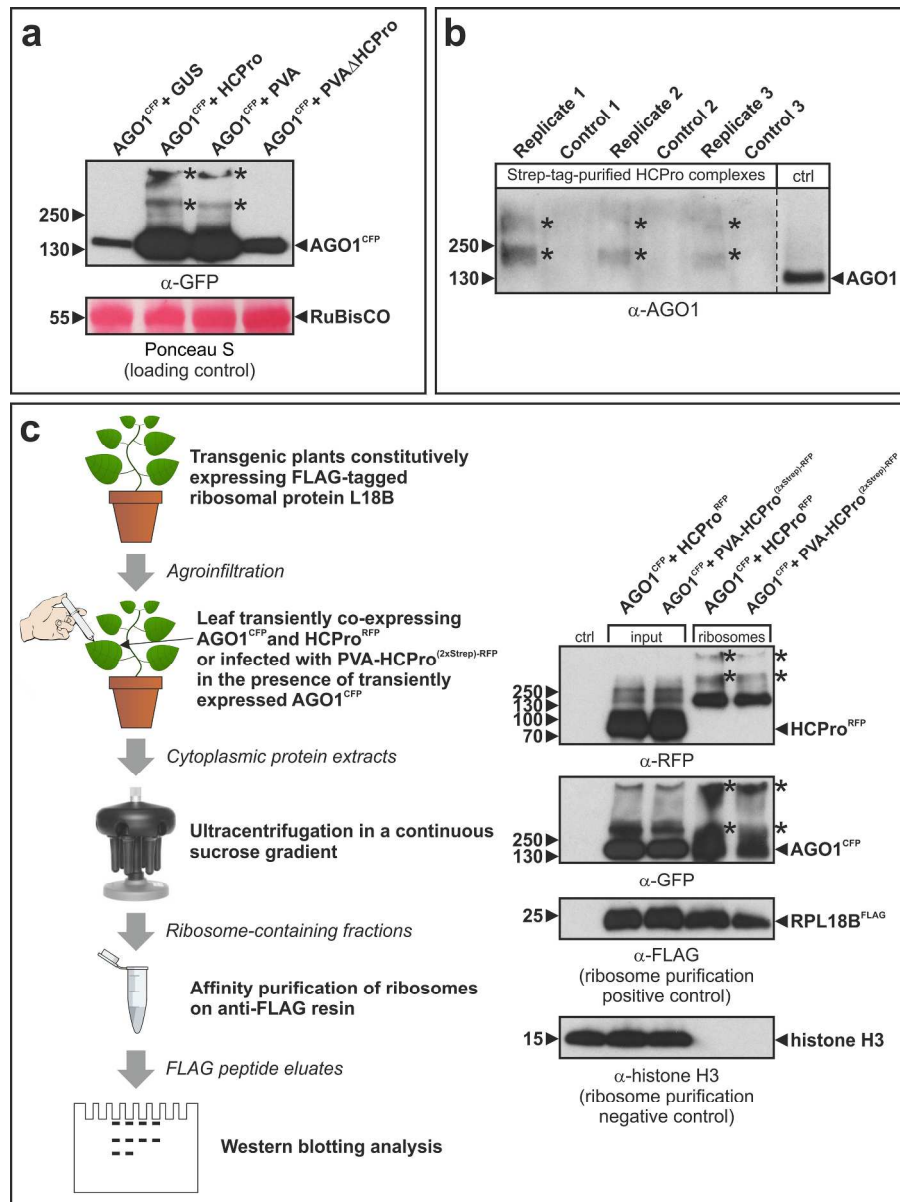 a
AGO1CFP + GUS
AGO1CFP + HCPro
AGO1CFP + PVA
AGO1CFP + PVAΔHCPro
* *
* *
250
130
AGO1CFP
α-GFP
55
RuBisCO
Ponceau S
(loading control)
b
Replicate 1
Control 1
Replicate 2
Control 2
Replicate 3
Control 3
Strep-tag-purified HCPro complexes
ctrl
* * *
250
* * *
130
AGO1
α-AGO1
c
Transgenic plants constitutively
expressing FLAG-tagged
ribosomal protein L18B
Agroinfiltration
Leaf transiently co-expressing
AGO1CFP and HCProRFP
or infected with PVA-HCPro(2xStrep)-RFP
in the presence of transiently
expressed AGO1CFP
Cytoplasmic protein extracts
Ultracentrifugation in a continuous
sucrose gradient
Ribosome-containing fractions
Affinity purification of ribosomes
on anti-FLAG resin
FLAG peptide eluates
Western blotting analysis
AGO1CFP + HCProRFP
AGO1CFP + PVA-HCPro(2xStrep)-RFP
AGO1CFP + HCProRFP
AGO1CFP + PVA-HCPro(2xStrep)-RFP
ctrl
input
ribosomes
* *
* *
250
130
100
70
HCProRFP
α-RFP
* *
* *
250
130
AGO1CFP
α-GFP
25
RPL18BFLAG
α-FLAG
(ribosome purification
positive control)
15
histone H3
α-histone H3
(ribosome purification
negative control)